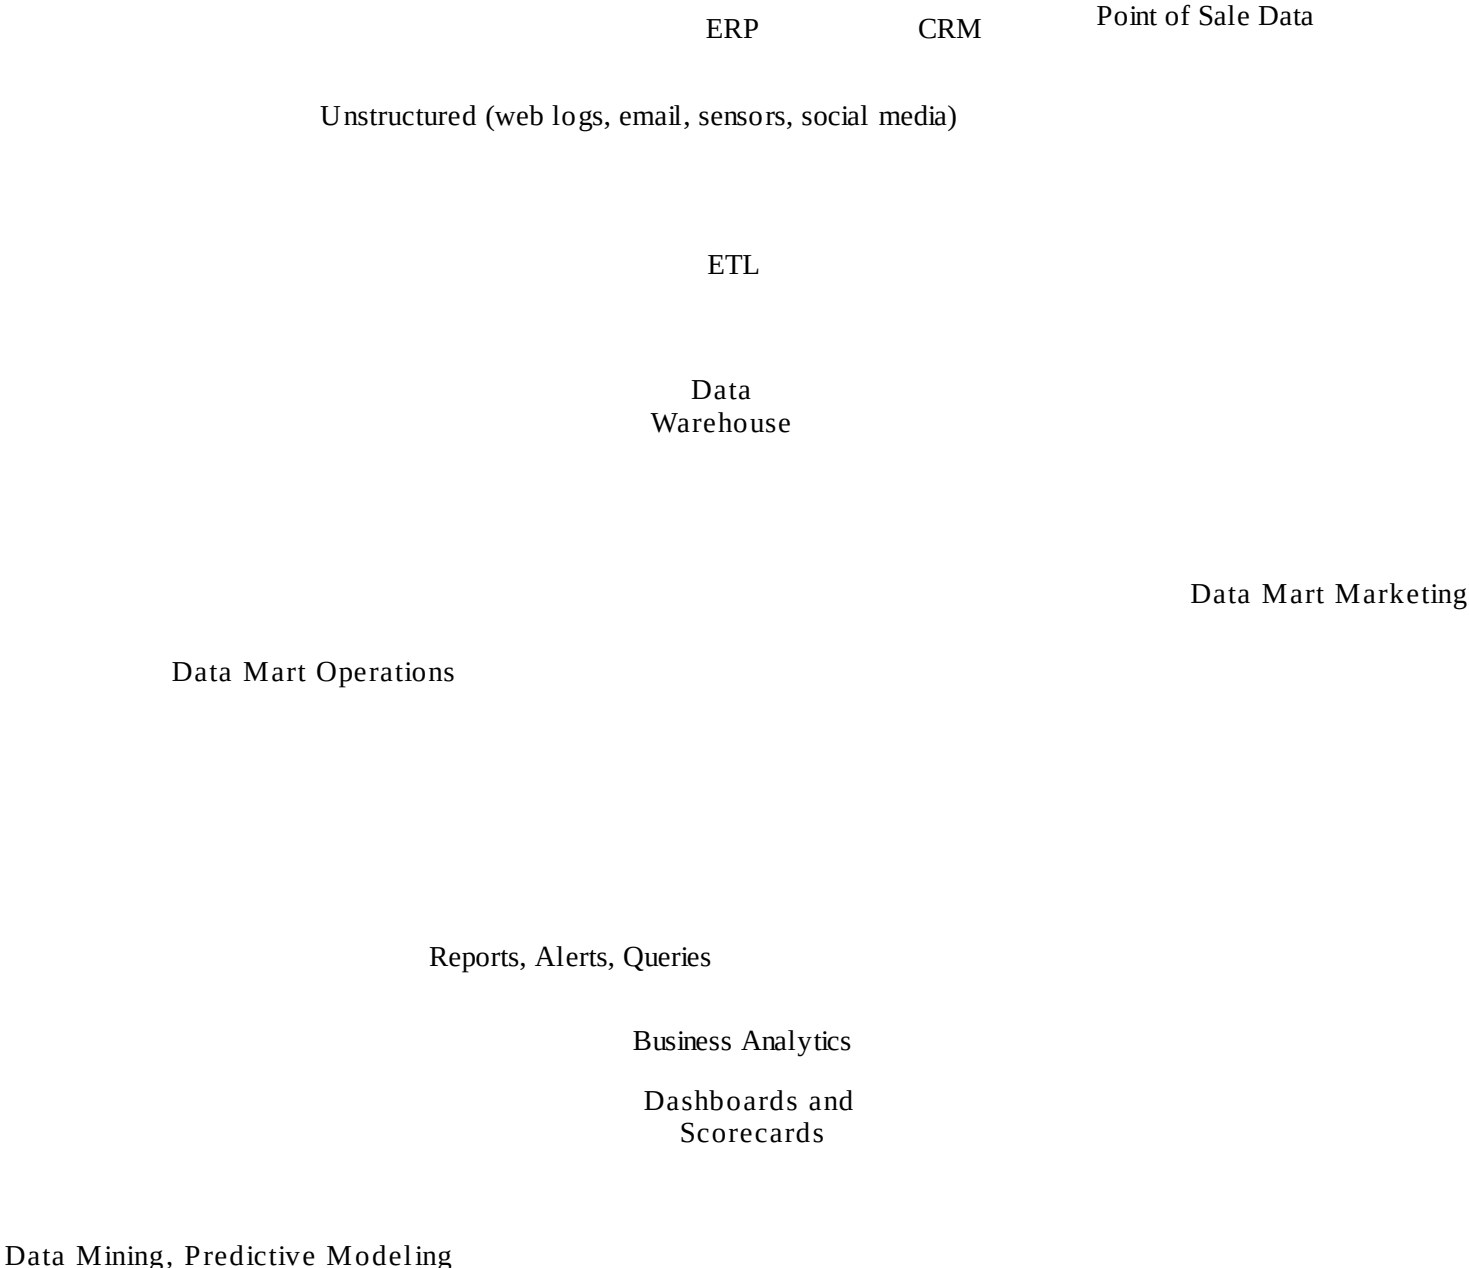 ERP
CRM
Point of Sale Data
Unstructured (web logs, email, sensors, social media)
ETL
Data
Warehouse
Data Mart Marketing
Data Mart Operations
Reports, Alerts, Queries
Business Analytics
Dashboards and
Scorecards
Data Mining, Predictive Modeling